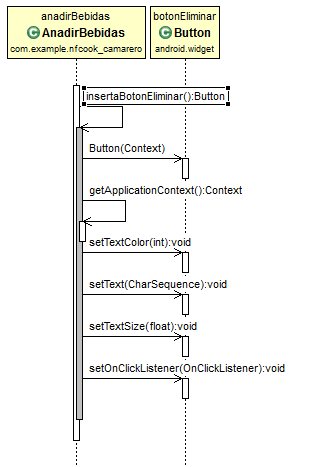 anadirBebidas
C AnadirBebidas
com.example.nfcook_camarero
botonEliminar
C Button
android.widget
insertaBotonEliminar():Button
Button(Context)
getApplicationContext():Context
setTextColor(int):void
setText(CharSequence):void
setTextSize(float):void
setOnClickListener(OnClickListener):void